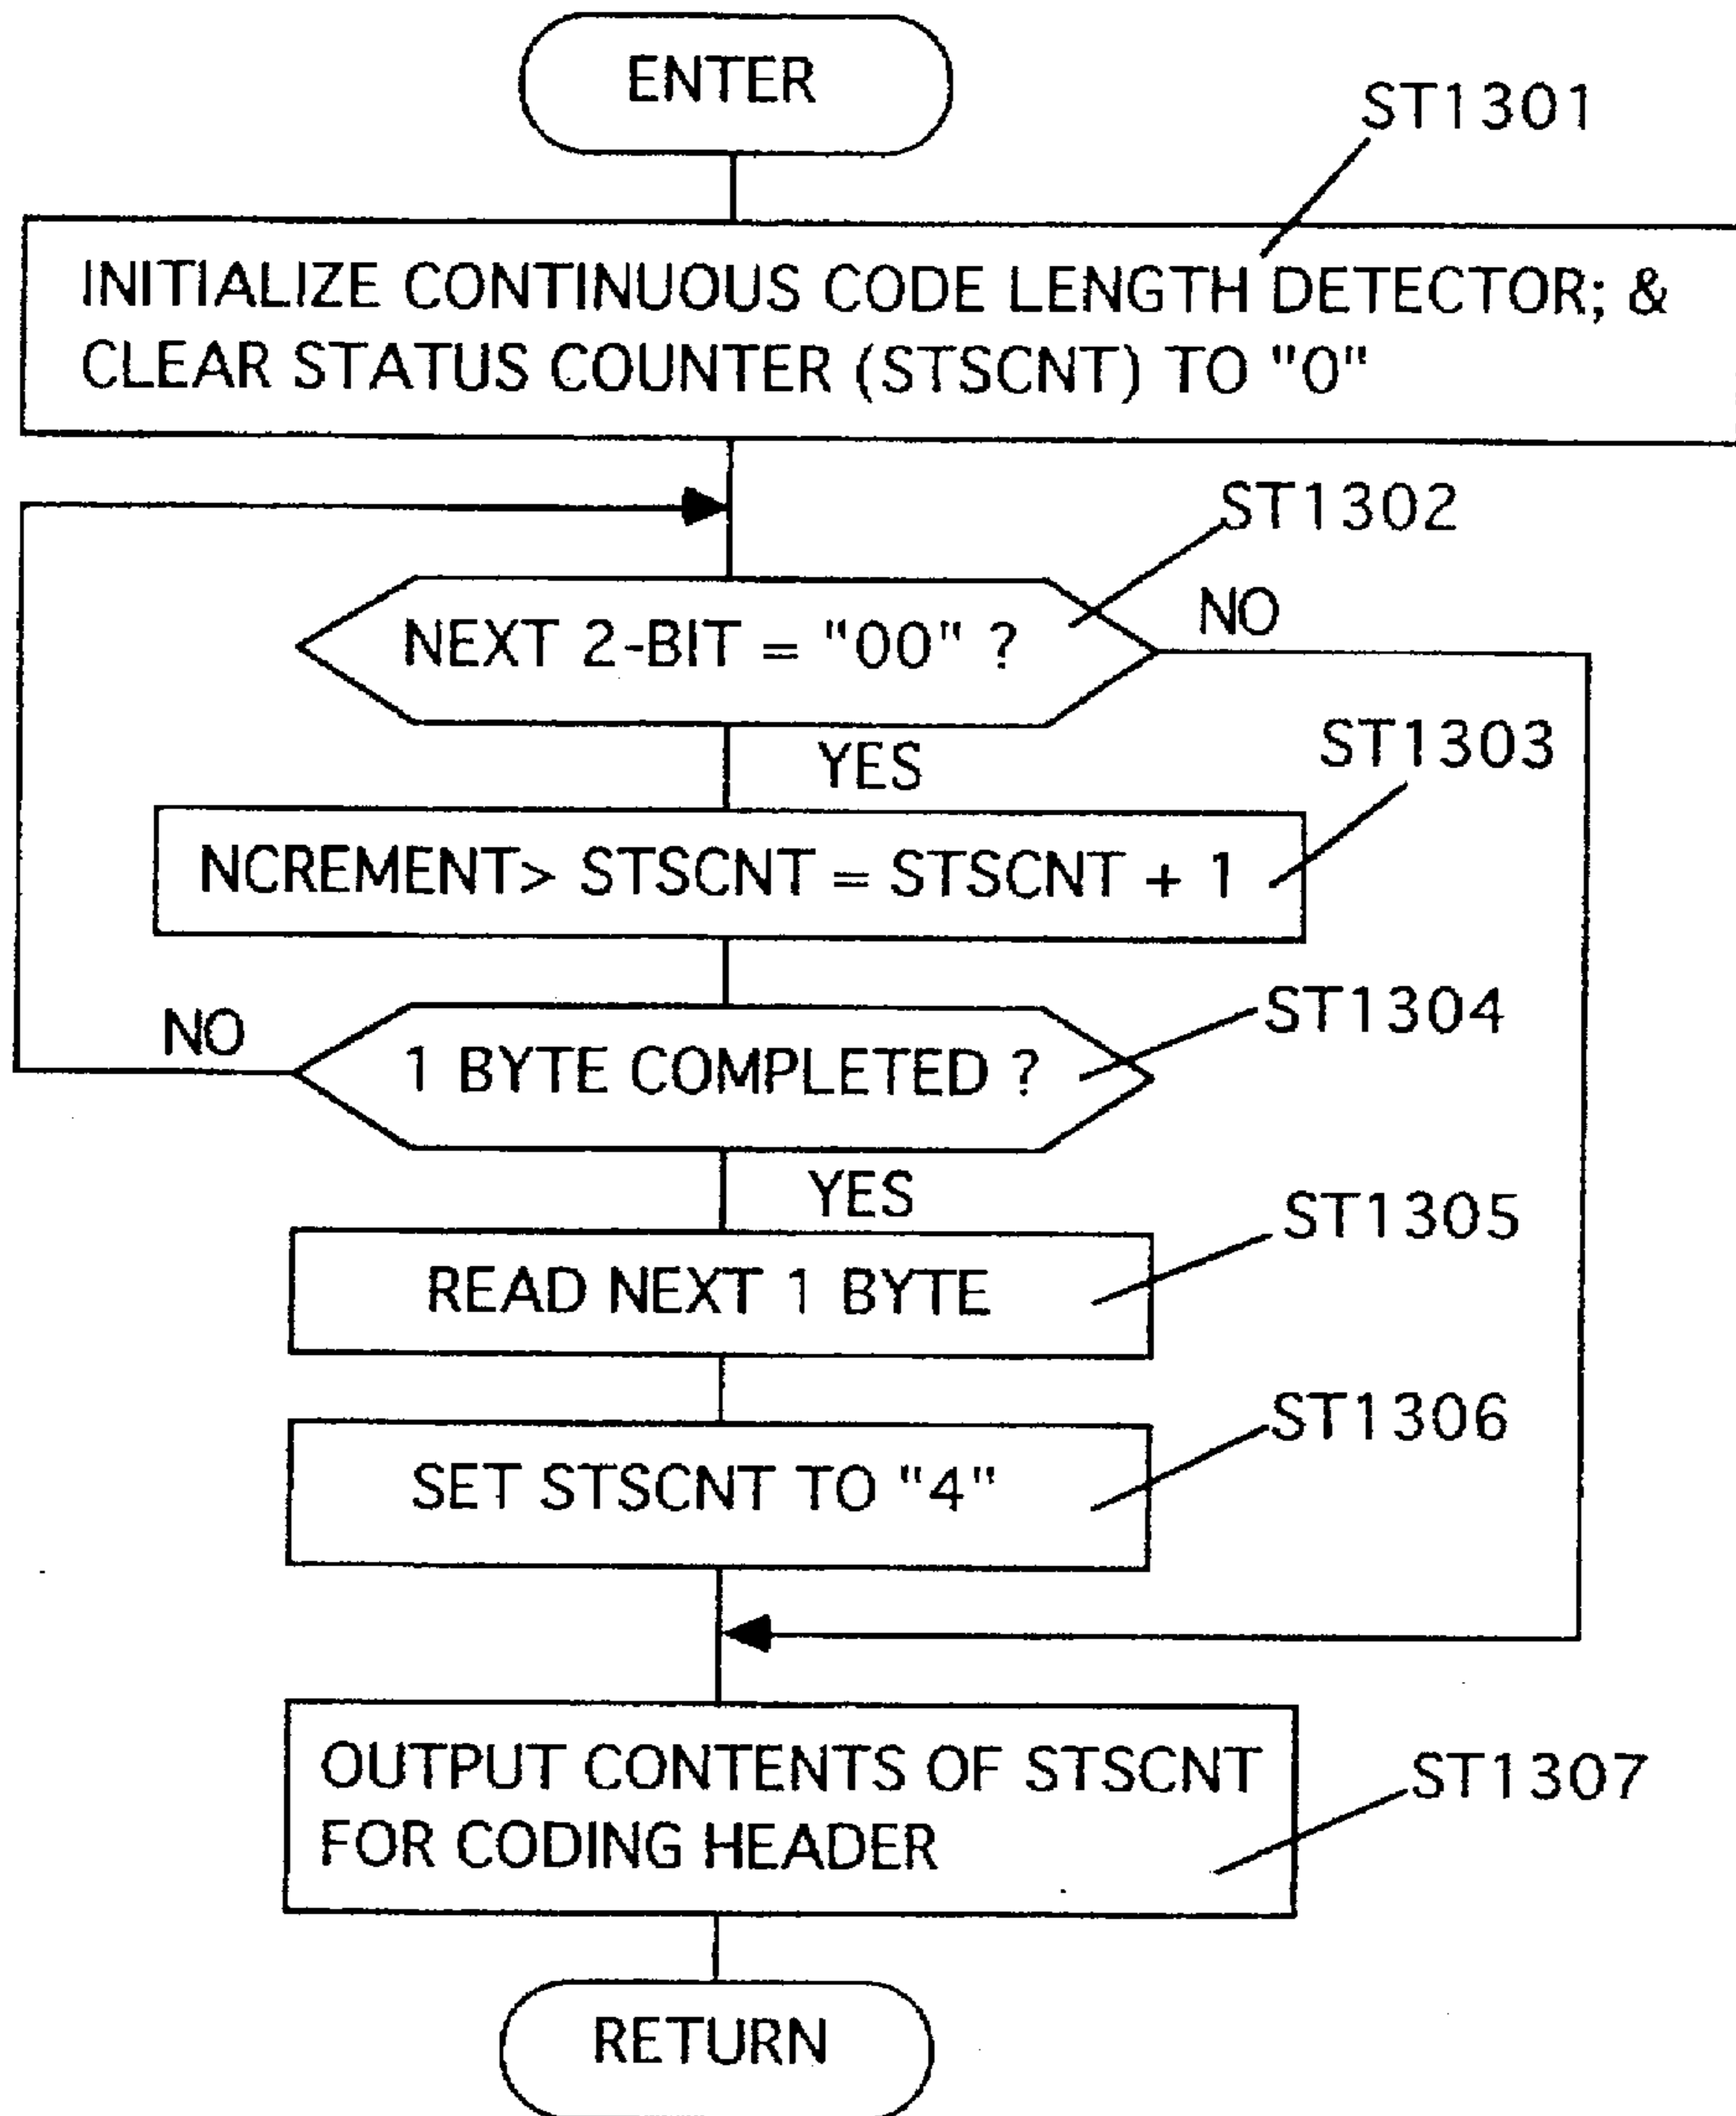 ENTER
ST1301
INITIALIZE CONTINUOUS CODE LENGTH DETECTOR; &
CLEAR STATUS COUNTER (STSCNT) TO "0"
ST1302
NEXT 2-BIT = "00" ?
NO
YES
ST1303
NCREMENT> STSCNT = STSCNT + 1
ST1304
NO
1 BYTE COMPLETED ?
YES
ST1305
READ NEXT 1 BYTE
ST1306
SET STSCNT TO "4"
OUTPUT CONTENTS OF STSCNT
FOR CODING HEADER
ST1307
RETURN